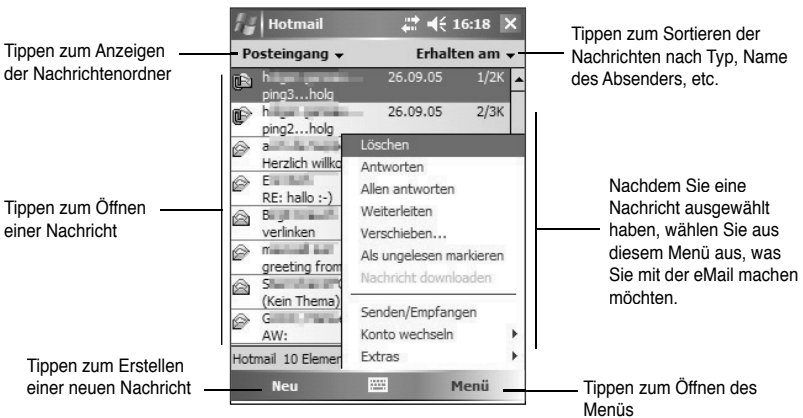 Hotmail 16:18
Posteingang Erhalten am
26.09.05 1/2K
ping3...holg
26.09.05 2/3K
ping2...holg
Herzlich willko
RE: hallo :-)
verlinken
greeting from
(Kein Thema)
AW:
Hotmail 10 Elemen
Löschen
Antworten
Allen antworten
Weiterleiten
Verschieben...
Als ungelesen markieren
Nachricht downloaden
Senden/Empfangen
Konto wechseln
Extras
Neu Menü
Tippen zum Anzeigen
der Nachrichtenordner
Tippen zum Öffnen
einer Nachricht
Tippen zum Erstellen
einer neuen Nachricht
Tippen zum Sortieren der
Nachrichten nach Typ, Name
des Absenders, etc.
Nachdem Sie eine
Nachricht ausgewählt
haben, wählen Sie aus
diesem Menü aus, was
Sie mit der eMail machen
möchten.
Tippen zum Öffnen des
Menüs